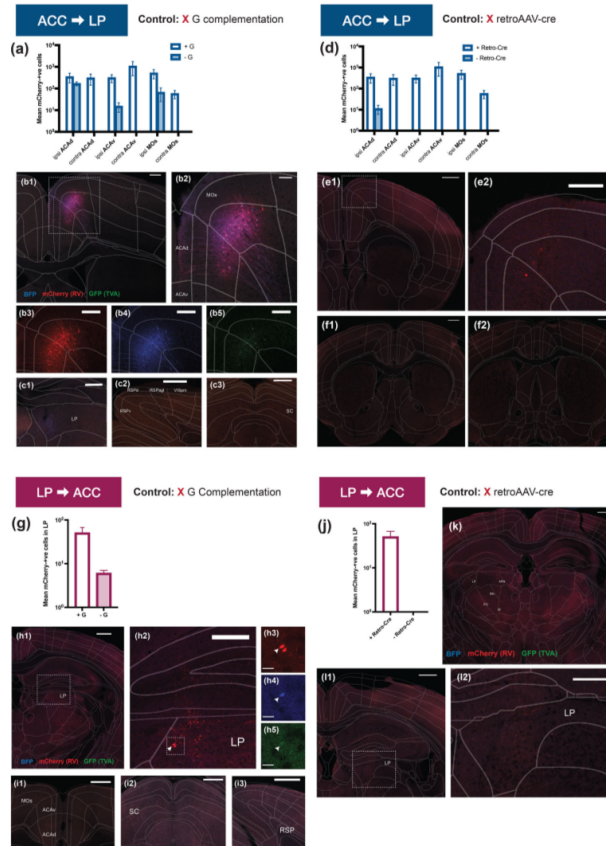 ACC ➡ LP
Control: X G complementation
(a)
+ G
- G
Mean mCherry-+ve cells
10⁴
10³
10²
10¹
10⁰
ipsi ACAd
contra ACAd
ipsi ACAv
contra ACAv
ipsi MOs
contra MOs
(b1)
BFP mCherry (RV) GFP (TVA)
(b2)
MOs
ACAd
ACAv
(b3)
(b4)
(b5)
(c1)
LP
(c2)
(c3)
SC
ACC ➡ LP
Control: X retroAAV-cre
(d)
+ Retro-Cre
- Retro-Cre
Mean mCherry-+ve cells
ipsi ACAd
contra ACAd
ipsi ACAv
contra ACAv
ipsi MOs
contra MOs
(e1)
(e2)
(f1)
(f2)
LP ➡ ACC
Control: X G Complementation
(g)
Mean mCherry-+ve cells in LP
+ G
- G
(h1)
LP
BFP mCherry (RV) GFP (TVA)
(h2)
LP
(h3)
(h4)
(h5)
(i1)
MOs
ACAv
ACAd
(i2)
SC
(i3)
RSP
LP ➡ ACC
Control: X retroAAV-cre
(j)
Mean mCherry-+ve cells in LP
+ Retro-Cre
- Retro-Cre
(k)
BFP mCherry (RV) GFP (TVA)
(l1)
LP
(l2)
LP